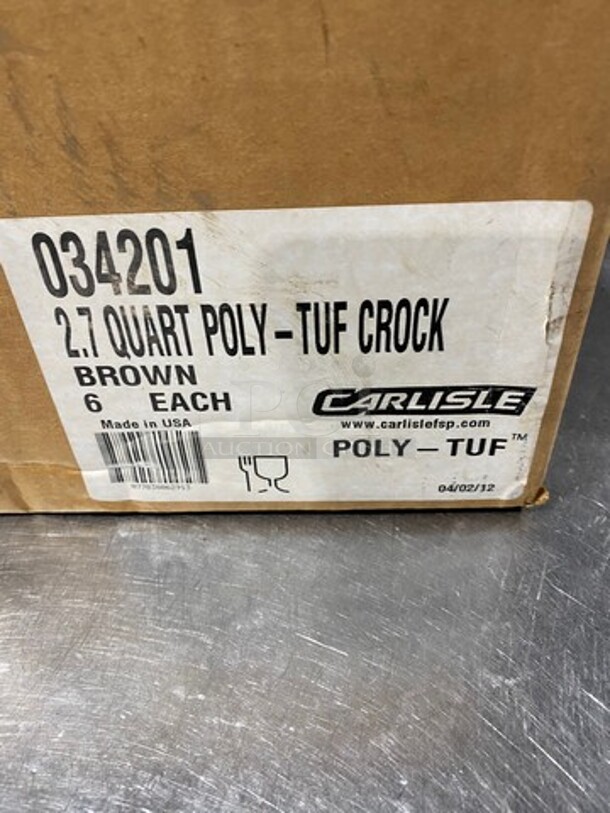 034201
2.7 QUART POLY-TUF CROCK
BROWN
6 EACH
CARLISLE
Made in USA
www.carlislefsp.com
AUCTION
POLY-TUF™
04/02/12